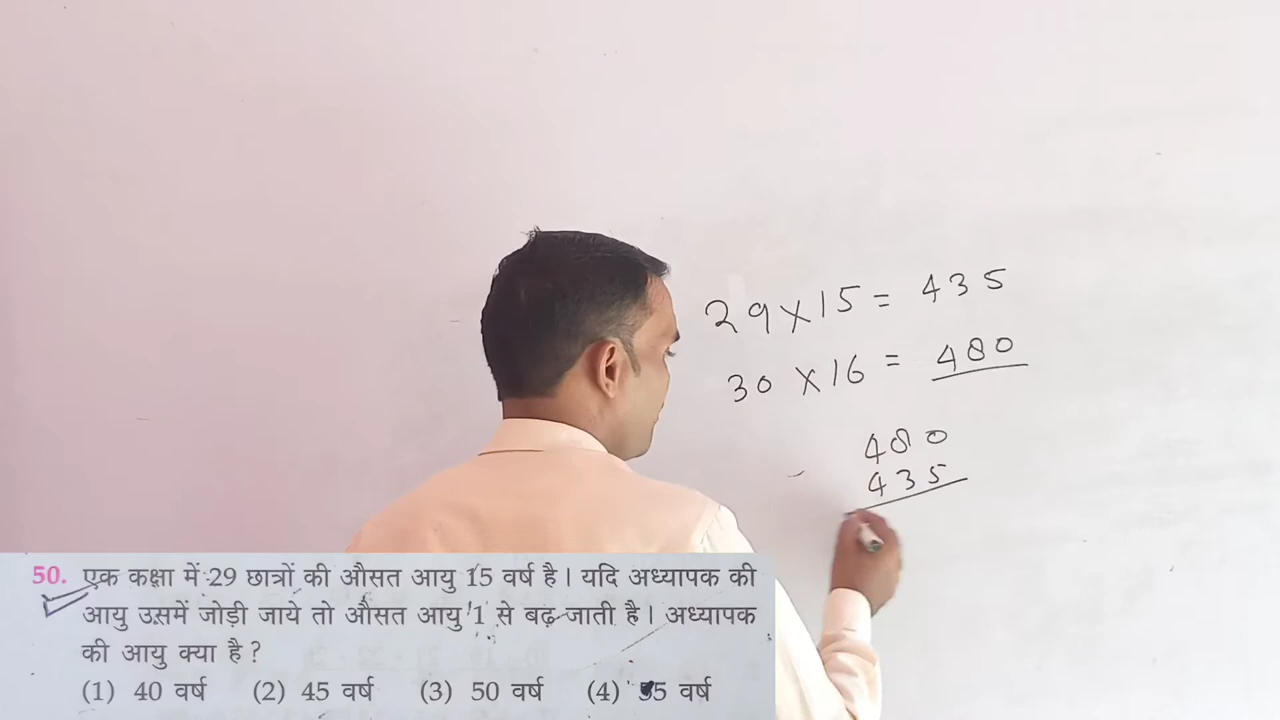 29×15 = 435
30×16 = 480
480
- 435
50. एक कक्षा में 29 छात्रों की औसत आयु 15 वर्ष है। यदि अध्यापक की
आयु उसमें जोड़ी जाये तो औसत आयु 1 से बढ़ जाती है। अध्यापक
की आयु क्या है?
(1) 40 वर्ष (2) 45 वर्ष (3) 50 वर्ष (4) 55 वर्ष